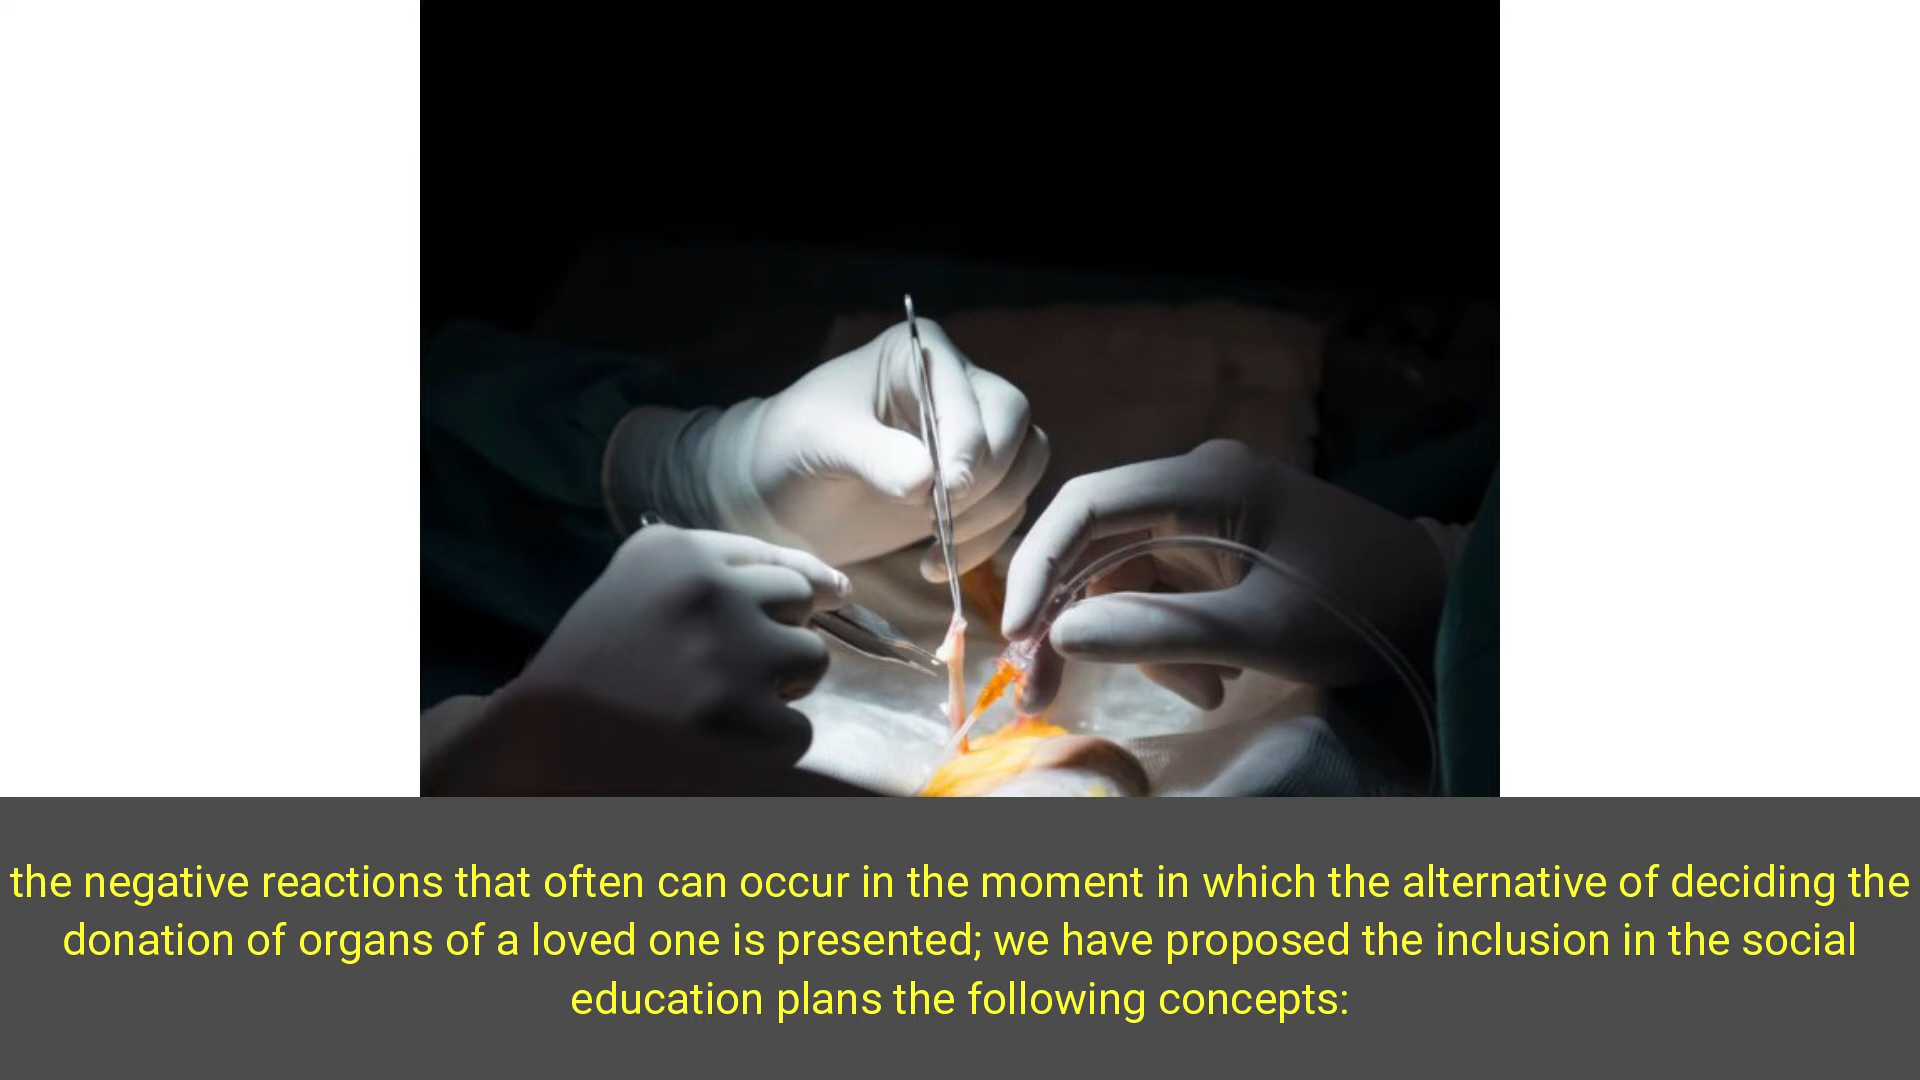 the negative reactions that often can occur in the moment in which the alternative of deciding the
donation of organs of a loved one is presented; we have proposed the inclusion in the social
education plans the following concepts: